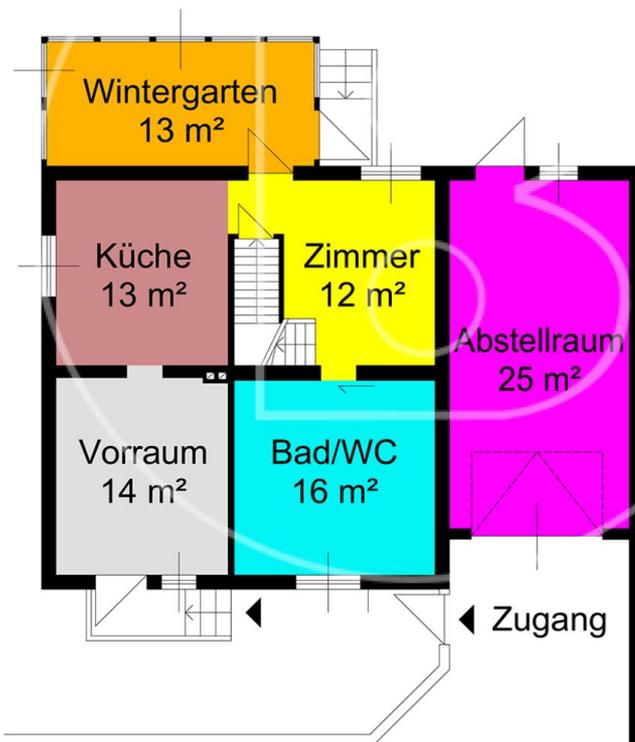 Wintergarten
13 m²
Küche
13 m²
Zimmer
12 m²
Abstellraum
25 m²
Vorraum
14 m²
Bad/WC
16 m²
Zugang